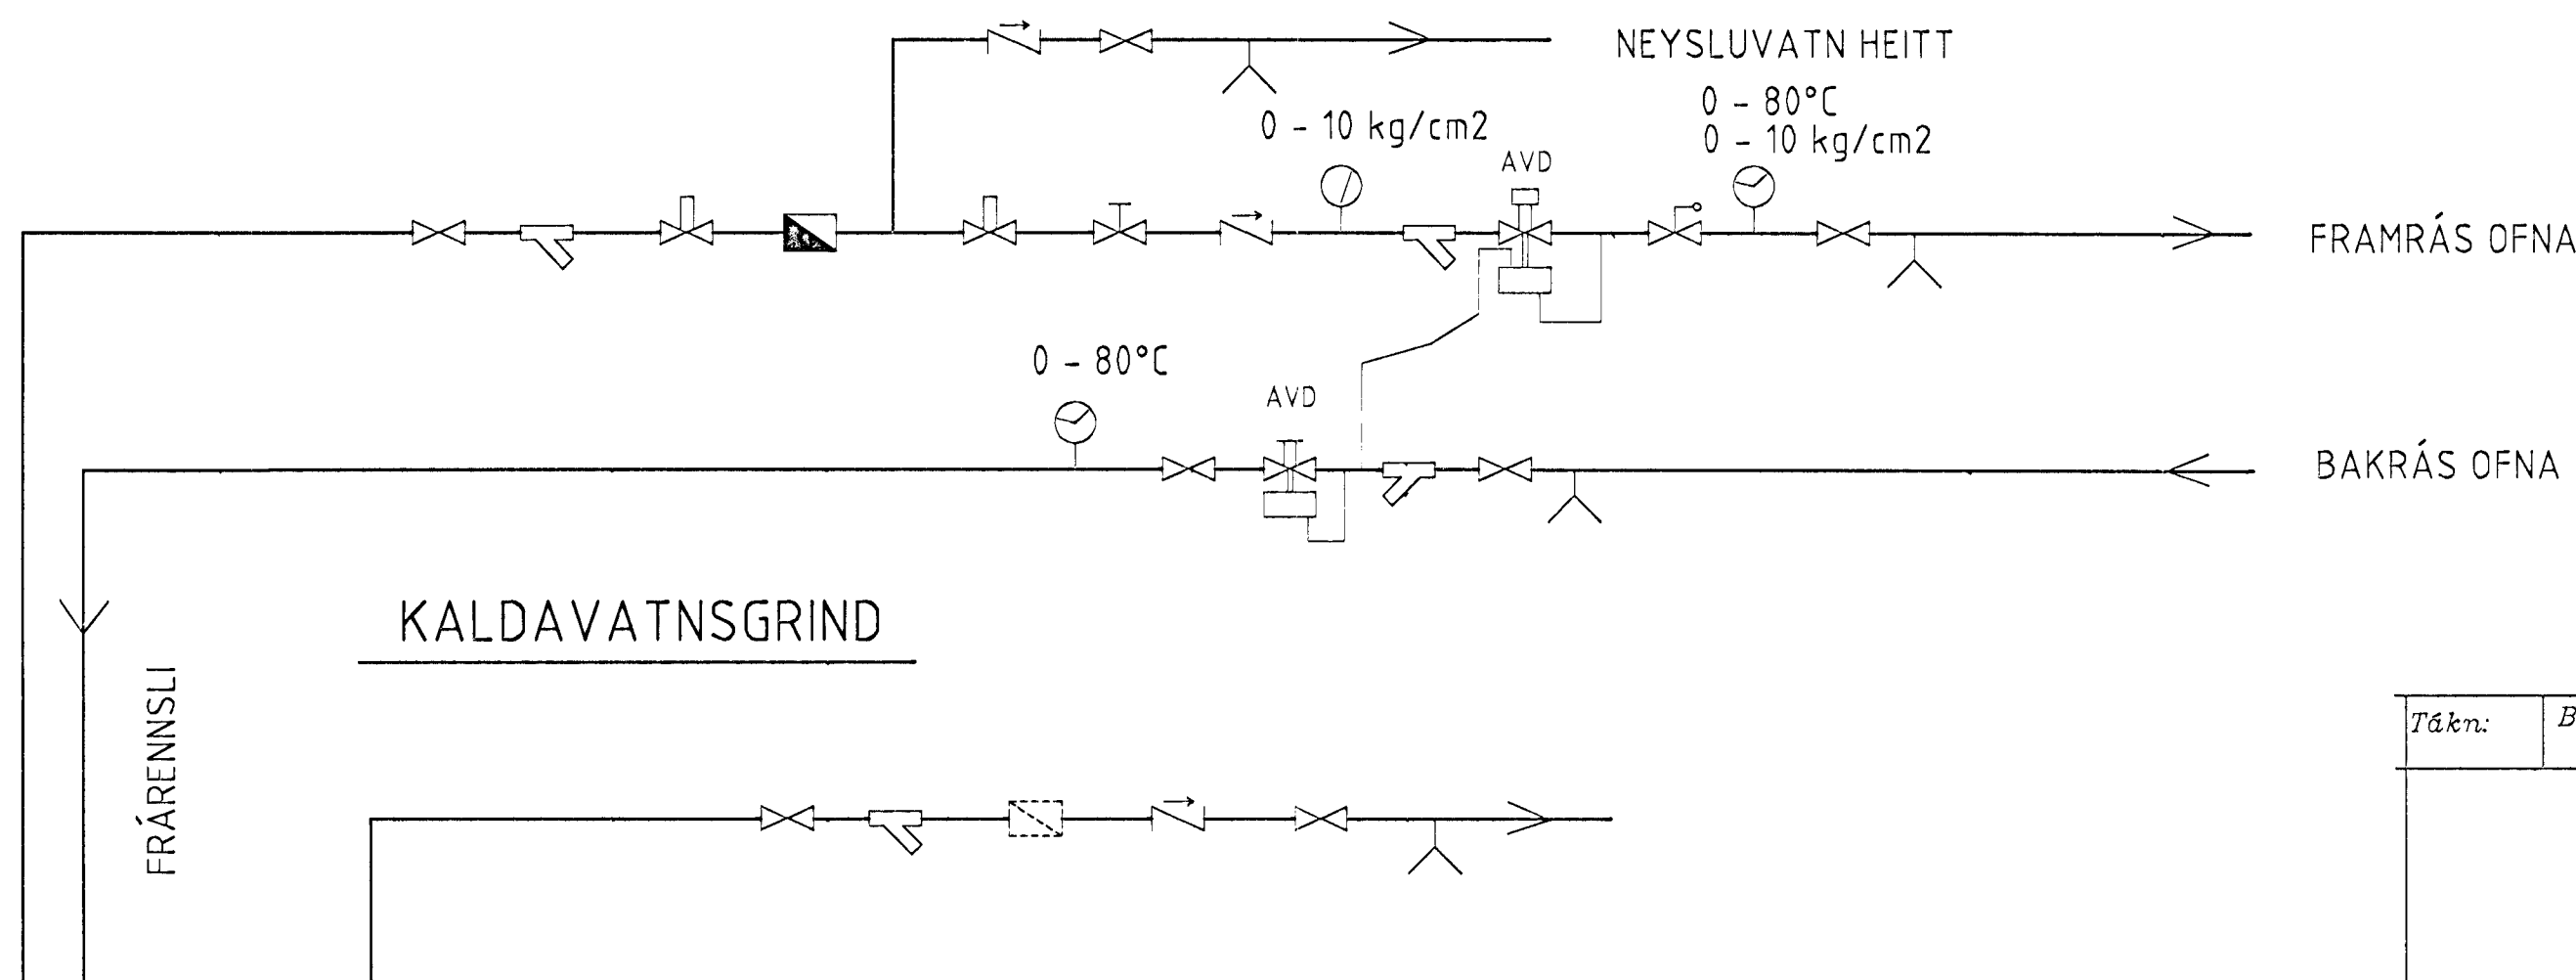 NEYSLUVATN HEITT
0 - 80°C
0 - 10 kg/cm2
0 - 10 kg/cm2
AVD
FRAMRÁS OFNA
0 - 80°C
AVD
BAKRÁS OFNA
KALDAVATNSGRIND
FRÁRENNSLI
Tákn:
B